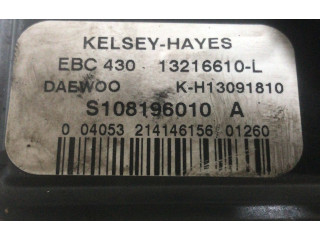 KELSEY-HAYES
EBC 430 13216610-L
DAEWOO K-H13091810
S108196010 A
0 04053 214146156 01260